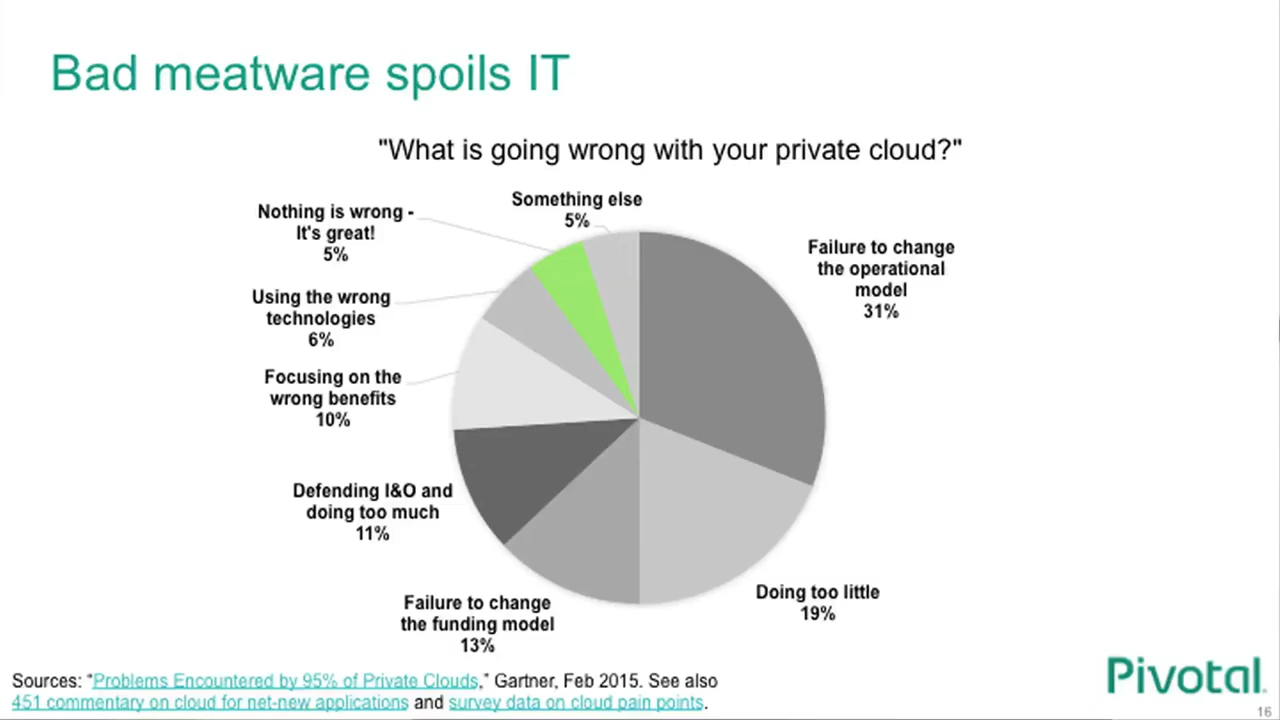 Bad meatware spoils IT
"What is going wrong with your private cloud?"
Something else
5%
Nothing is wrong -
It's great!
5%
Failure to change
the operational
model
31%
Using the wrong
technologies
6%
Focusing on the
wrong benefits
10%
Defending I&O and
doing too much
11%
Doing too little
19%
Failure to change
the funding model
13%
Sources: "Problems Encountered by 95% of Private Clouds," Gartner, Feb 2015. See also
451 commentary on cloud for net-new applications and survey data on cloud pain points.
Pivotal.
16